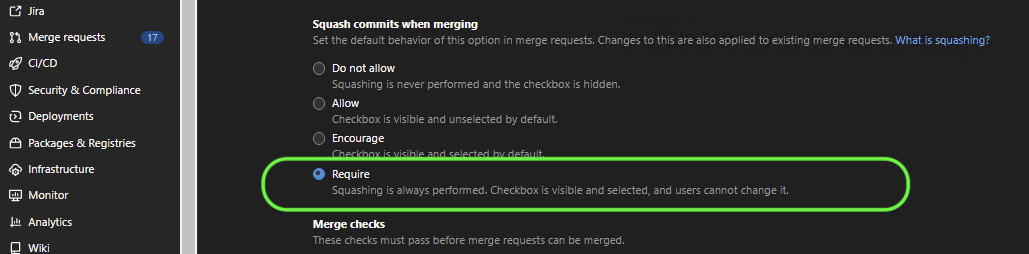 Jira
Merge requests 17
CI/CD
Security & Compliance
Deployments
Packages & Registries
Infrastructure
Monitor
Analytics
Wiki
Squash commits when merging
Set the default behavior of this option in merge requests. Changes to this are also applied to existing merge requests. What is squashing?
Do not allow
Squashing is never performed and the checkbox is hidden.
Allow
Checkbox is visible and unselected by default.
Encourage
Checkbox is visible and selected by default.
Require
Squashing is always performed. Checkbox is visible and selected, and users cannot change it.
Merge checks
These checks must pass before merge requests can be merged.